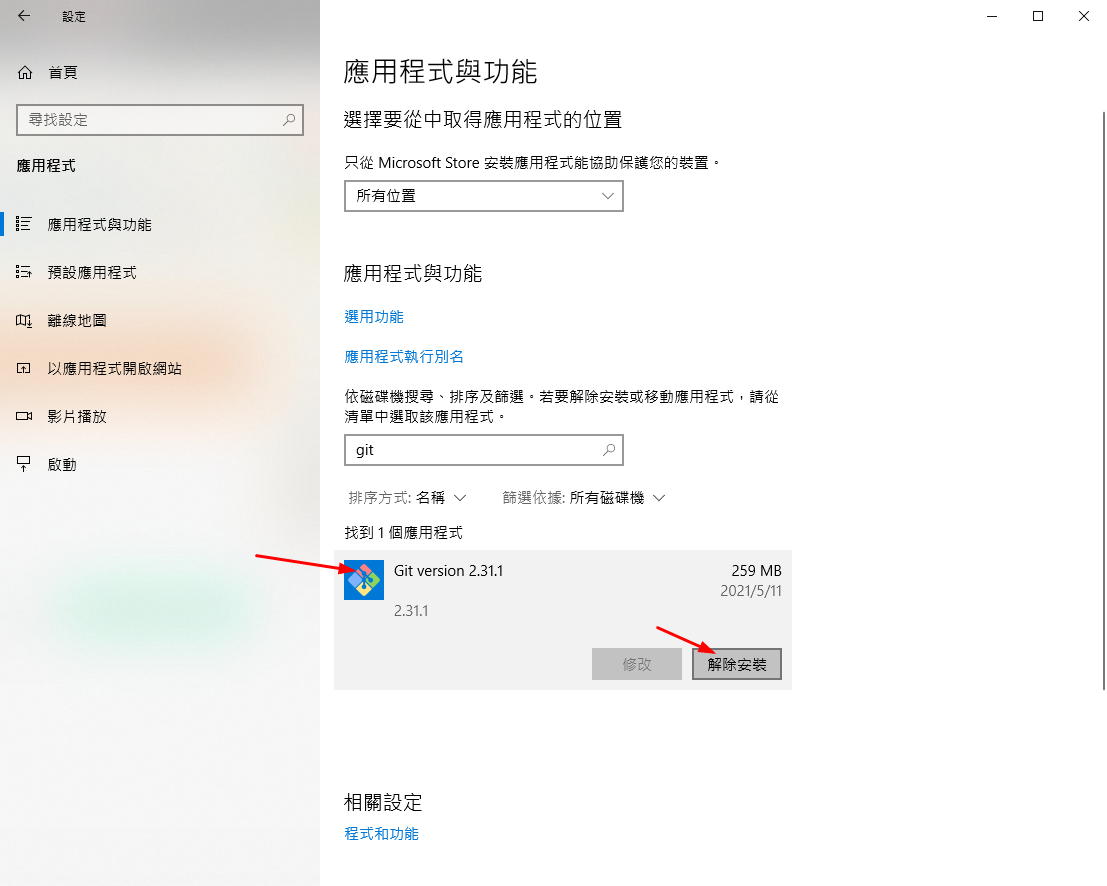 設定
首頁
尋找設定
應用程式
應用程式與功能
預設應用程式
離線地圖
以應用程式開啟網站
影片播放
啟動
應用程式與功能
選擇要從中取得應用程式的位置
只從 Microsoft Store 安裝應用程式能協助保護您的裝置。
所有位置
應用程式與功能
選用功能
應用程式執行別名
依磁碟機搜尋、排序及篩選。若要解除安裝或移動應用程式，請從
清單中選取該應用程式。
git
排序方式: 名稱 篩選依據: 所有磁碟機
找到 1 個應用程式
Git version 2.31.1 259 MB
2021/5/11
2.31.1
修改 解除安裝
相關設定
程式和功能